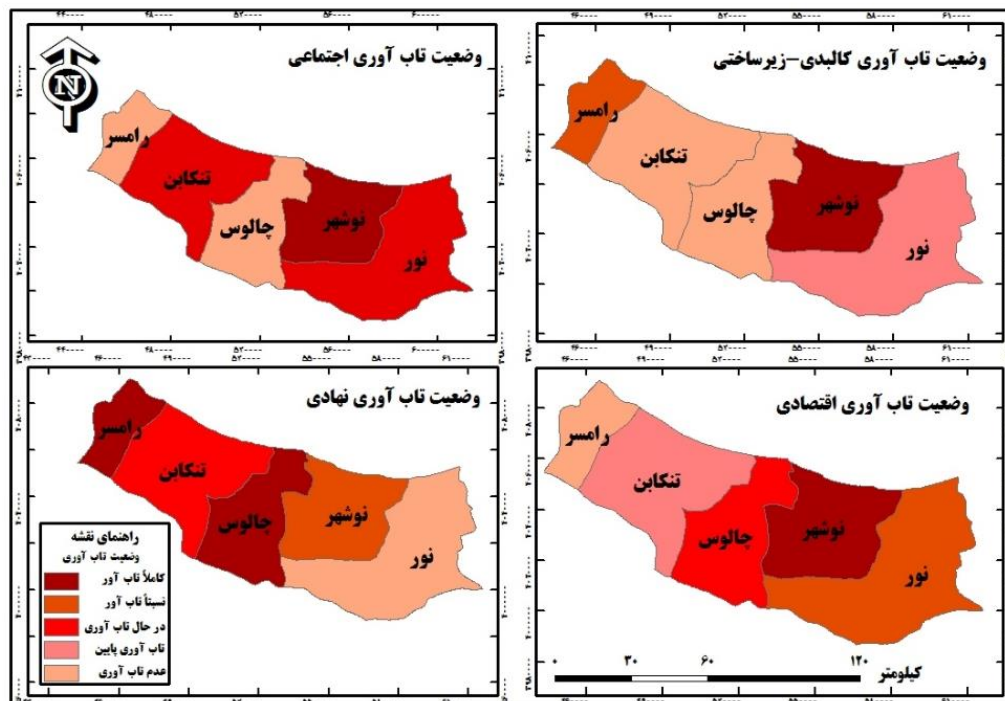 وضعیت تاب آوری اجتماعی
N
رامسر
تنکابن
چالوس
نوشهر
نور
وضعیت تاب آوری کالبدی-زیرساختی
رامسر
تنکابن
چالوس
نوشهر
نور
وضعیت تاب آوری نهادی
رامسر
تنکابن
چالوس
نوشهر
نور
راهنمای نقشه
وضعیت تاب آوری
کاملاً تاب آور
نسبتاً تاب آور
در حال تاب آوری
تاب آوری پایین
عدم تاب آوری
وضعیت تاب آوری اقتصادی
رامسر
تنکابن
چالوس
نوشهر
نور
۰ ۳۰ ۶۰ ۱۲۰
کیلومتر